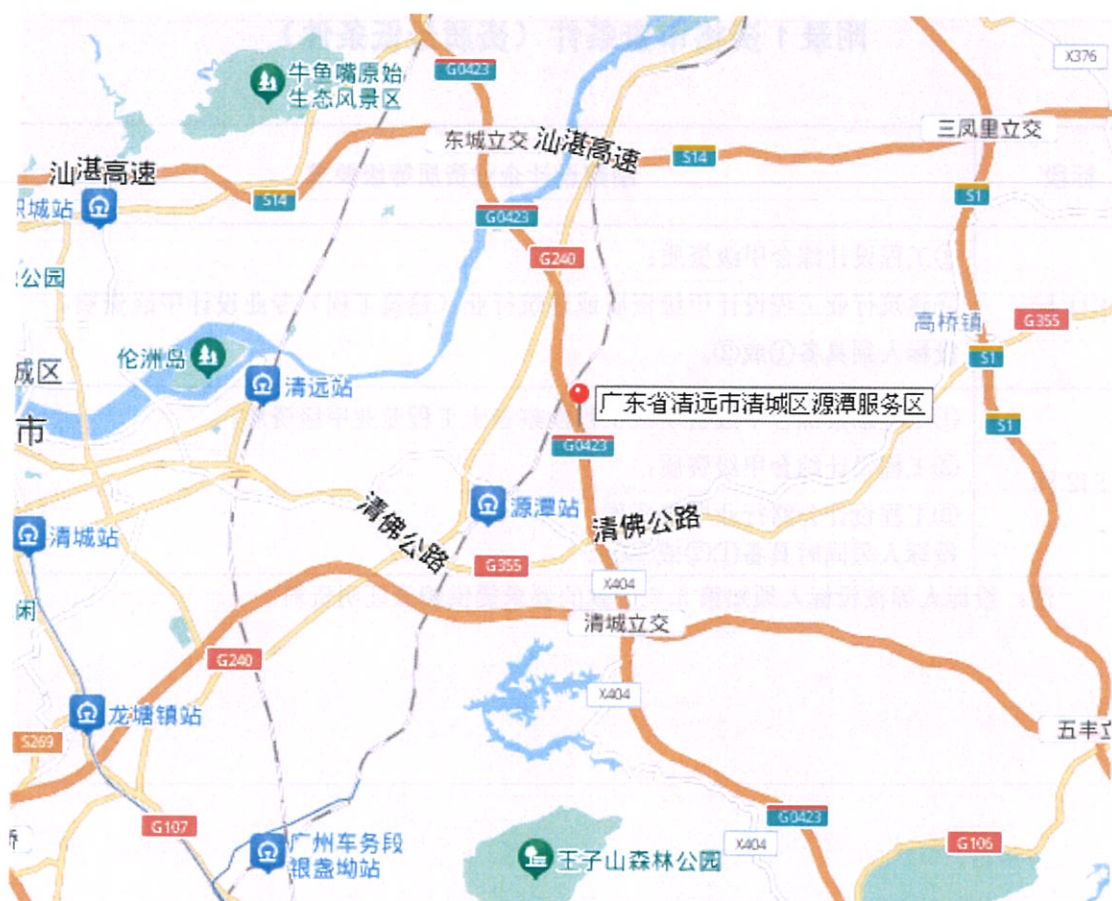 X376
G0423
牛鱼嘴原始
生态风景区
三凤里立交
东城立交
汕湛高速
S14
汕湛高速
S14
S1
G0423
G240
高桥镇
G355
S1
伦洲岛
成区
清远站
广东省清远市清城区源潭服务区
市
S1
G0423
清佛公路
源潭站
清佛公路
清城站
G355
X404
闲
清城立交
G240
X404
龙塘镇站
S269
五丰立
G107
G0423
广州车务段
银盏坳站
王子山森林公园
X404
G106